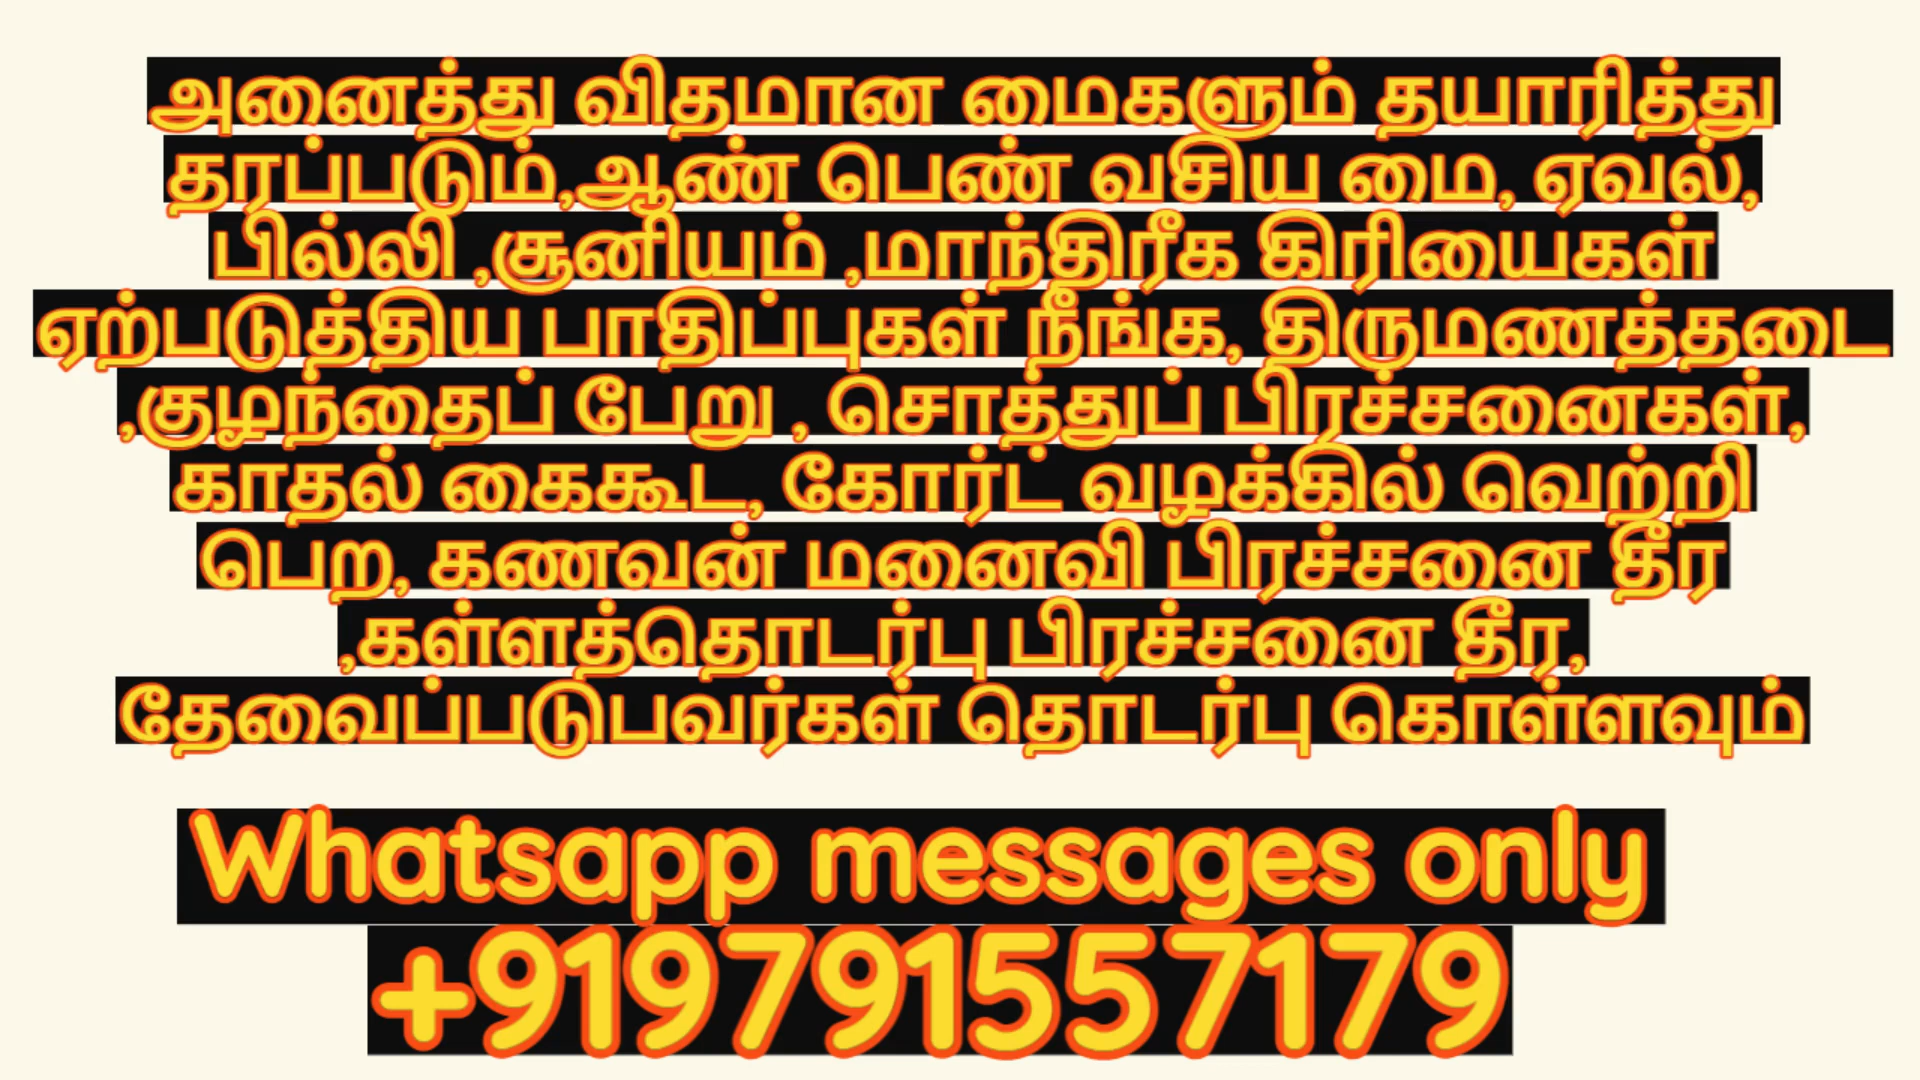 அனைத்து விதமான மைகளும் தயாரித்து
தரப்படும்,ஆண் பெண் வசிய மை, ஏவல்,
பில்லி ,சூனியம் ,மாந்திரீக கிரியைகள்
ஏற்படுத்திய பாதிப்புகள் நீங்க, திருமணத்தடை
,குழந்தைப் பேறு , சொத்துப் பிரச்சனைகள்,
காதல் கைகூட, கோர்ட் வழக்கில் வெற்றி
பெற, கணவன் மனைவி பிரச்சனை தீர
,கள்ளத்தொடர்பு பிரச்சனை தீர,
தேவைப்படுபவர்கள் தொடர்பு கொள்ளவும்
Whatsapp messages only
+919791557179